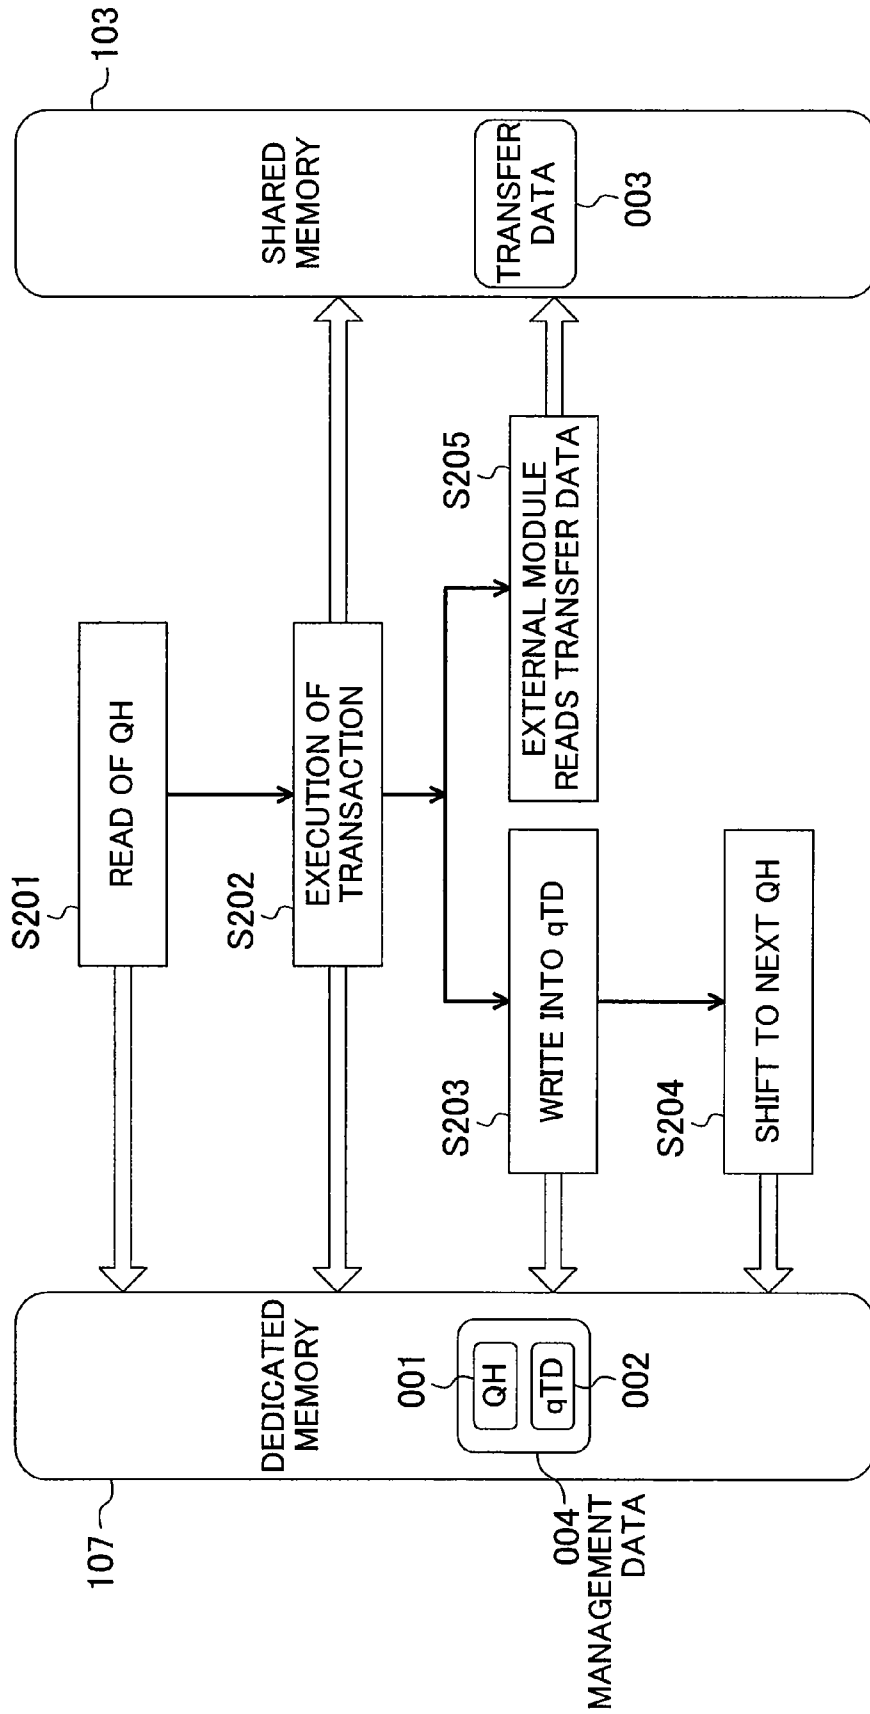 107
DEDICATED
MEMORY
001
QH
qTD
002
004
MANAGEMENT
DATA
S201
READ OF QH
S202
EXECUTION OF
TRANSACTION
S203
WRITE INTO qTD
S204
SHIFT TO NEXT QH
S205
EXTERNAL MODULE
READS TRANSFER DATA
103
SHARED
MEMORY
TRANSFER
DATA
003